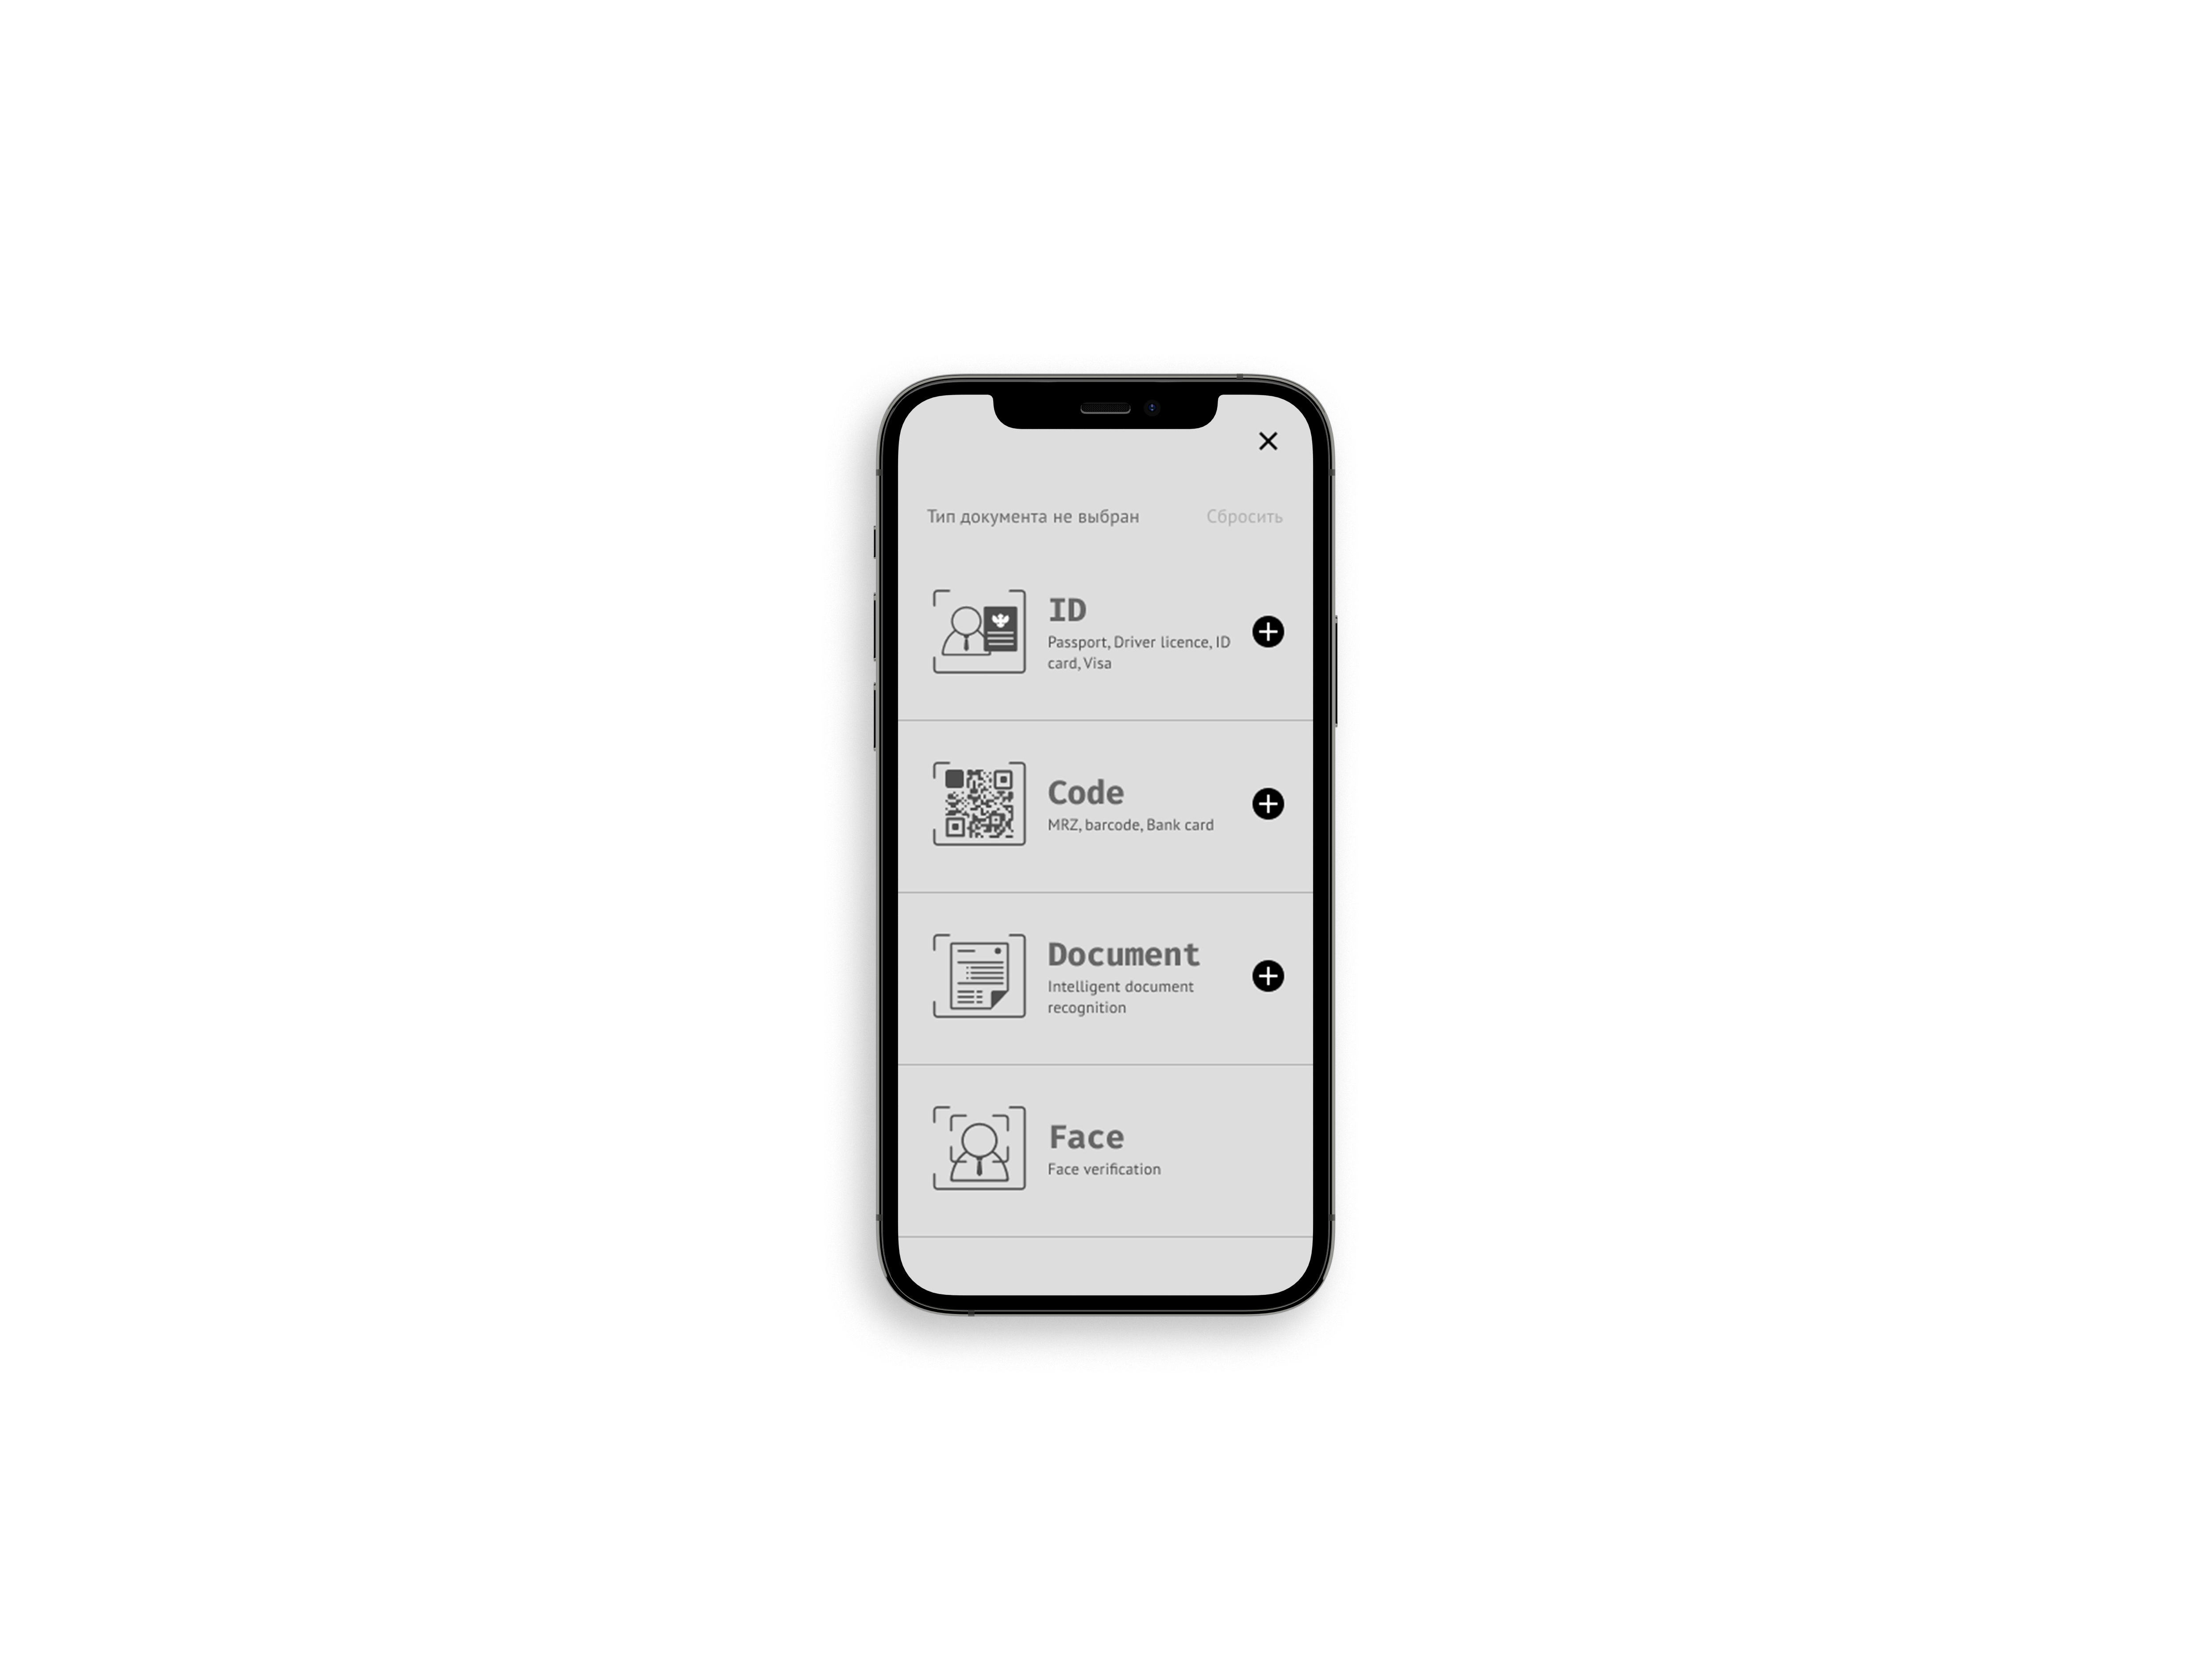 Тип документа не выбран Сбросить
ID
Passport, Driver licence, ID
card, Visa
Code
MRZ, barcode, Bank card
Document
Intelligent document
recognition
Face
Face verification